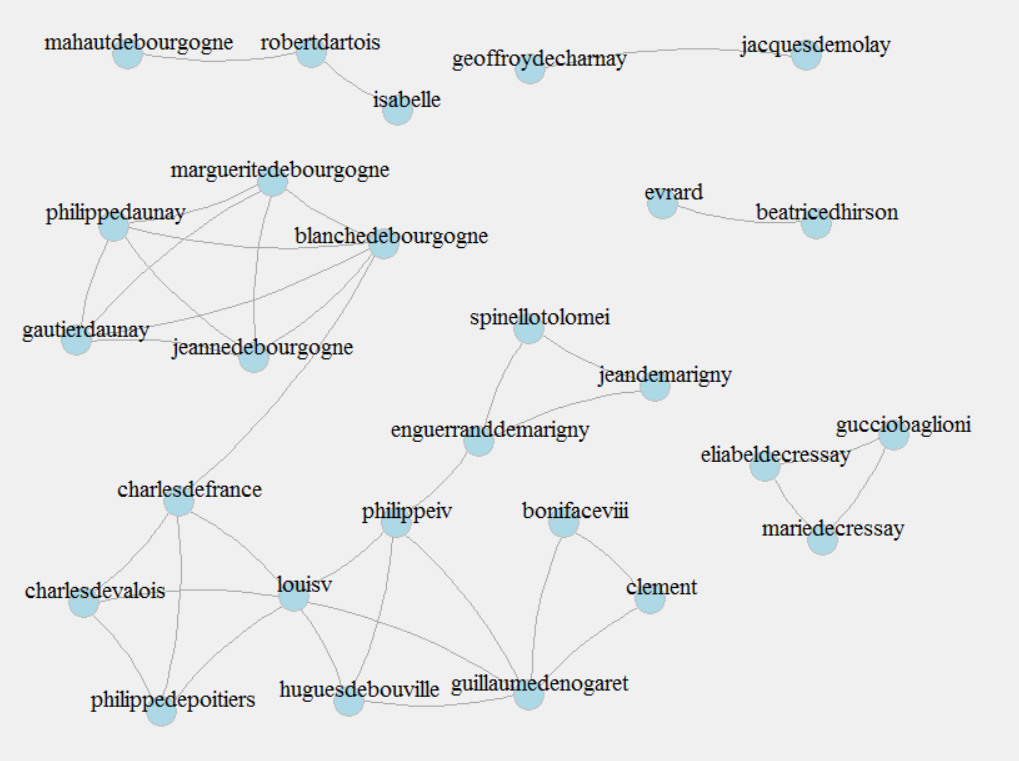 mahautdebourgogne
robertdartois
geoffroydecharnay
jacquesdemolay
isabelle
margueritedebourgogne
philippedaunay
evrard
beatricedhirson
blanchedebourgogne
gautierdaunay
jeannedebourgogne
spinellotolomei
jeandemarigny
enguerranddemarigny
gucciobaglioni
eliabeldecressay
charlesdefrance
philippeiv
bonifaceviii
mariedecressay
charlesdevalois
louisv
clement
philippedepoitiers
huguesdebouville
guillaumedenogaret